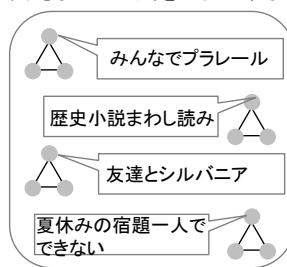 みんなでプラレール
歴史小説まわし読み
友達とシルバニア
夏休みの宿題一人で
できない